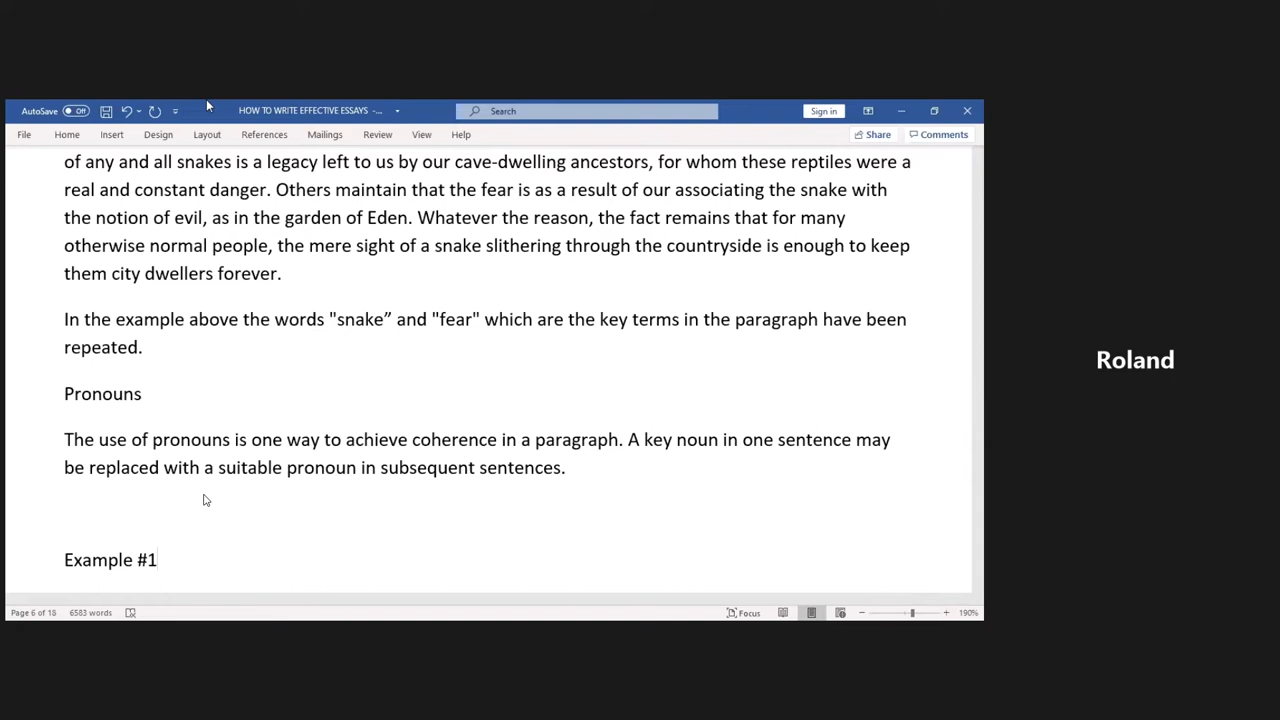 AutoSave Off HOW TO WRITE EFFECTIVE ESSAYS -... Search Sign in
File Home Insert Design Layout References Mailings Review View Help Share Comments
of any and all snakes is a legacy left to us by our cave-dwelling ancestors, for whom these reptiles were a
real and constant danger. Others maintain that the fear is as a result of our associating the snake with
the notion of evil, as in the garden of Eden. Whatever the reason, the fact remains that for many
otherwise normal people, the mere sight of a snake slithering through the countryside is enough to keep
them city dwellers forever.
In the example above the words "snake” and "fear" which are the key terms in the paragraph have been
repeated.
Pronouns
The use of pronouns is one way to achieve coherence in a paragraph. A key noun in one sentence may
be replaced with a suitable pronoun in subsequent sentences.
Example #1
Page 6 of 18 6583 words Focus 190%
Roland